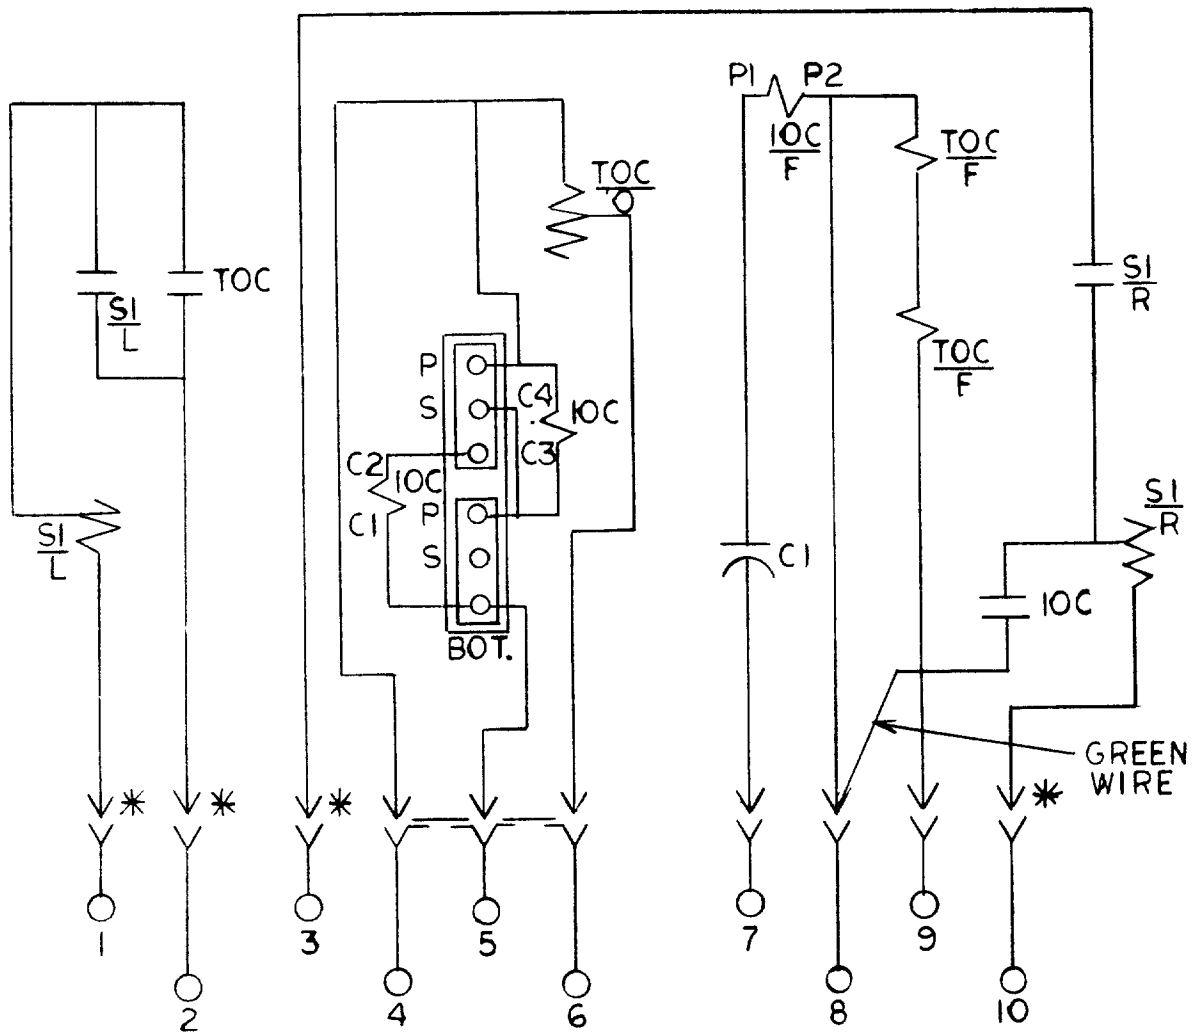 P1 P2
IOC
F
TOC
F
TOC
O
TOC
S1
L
S1
R
TOC
F
P
S
C4
IOC
C3
C2
IOC
C1
P
S
BOT.
S1
L
C1
S1
R
IOC
GREEN
WIRE
* * * *
1 2 3 4 5 6 7 8 9 10